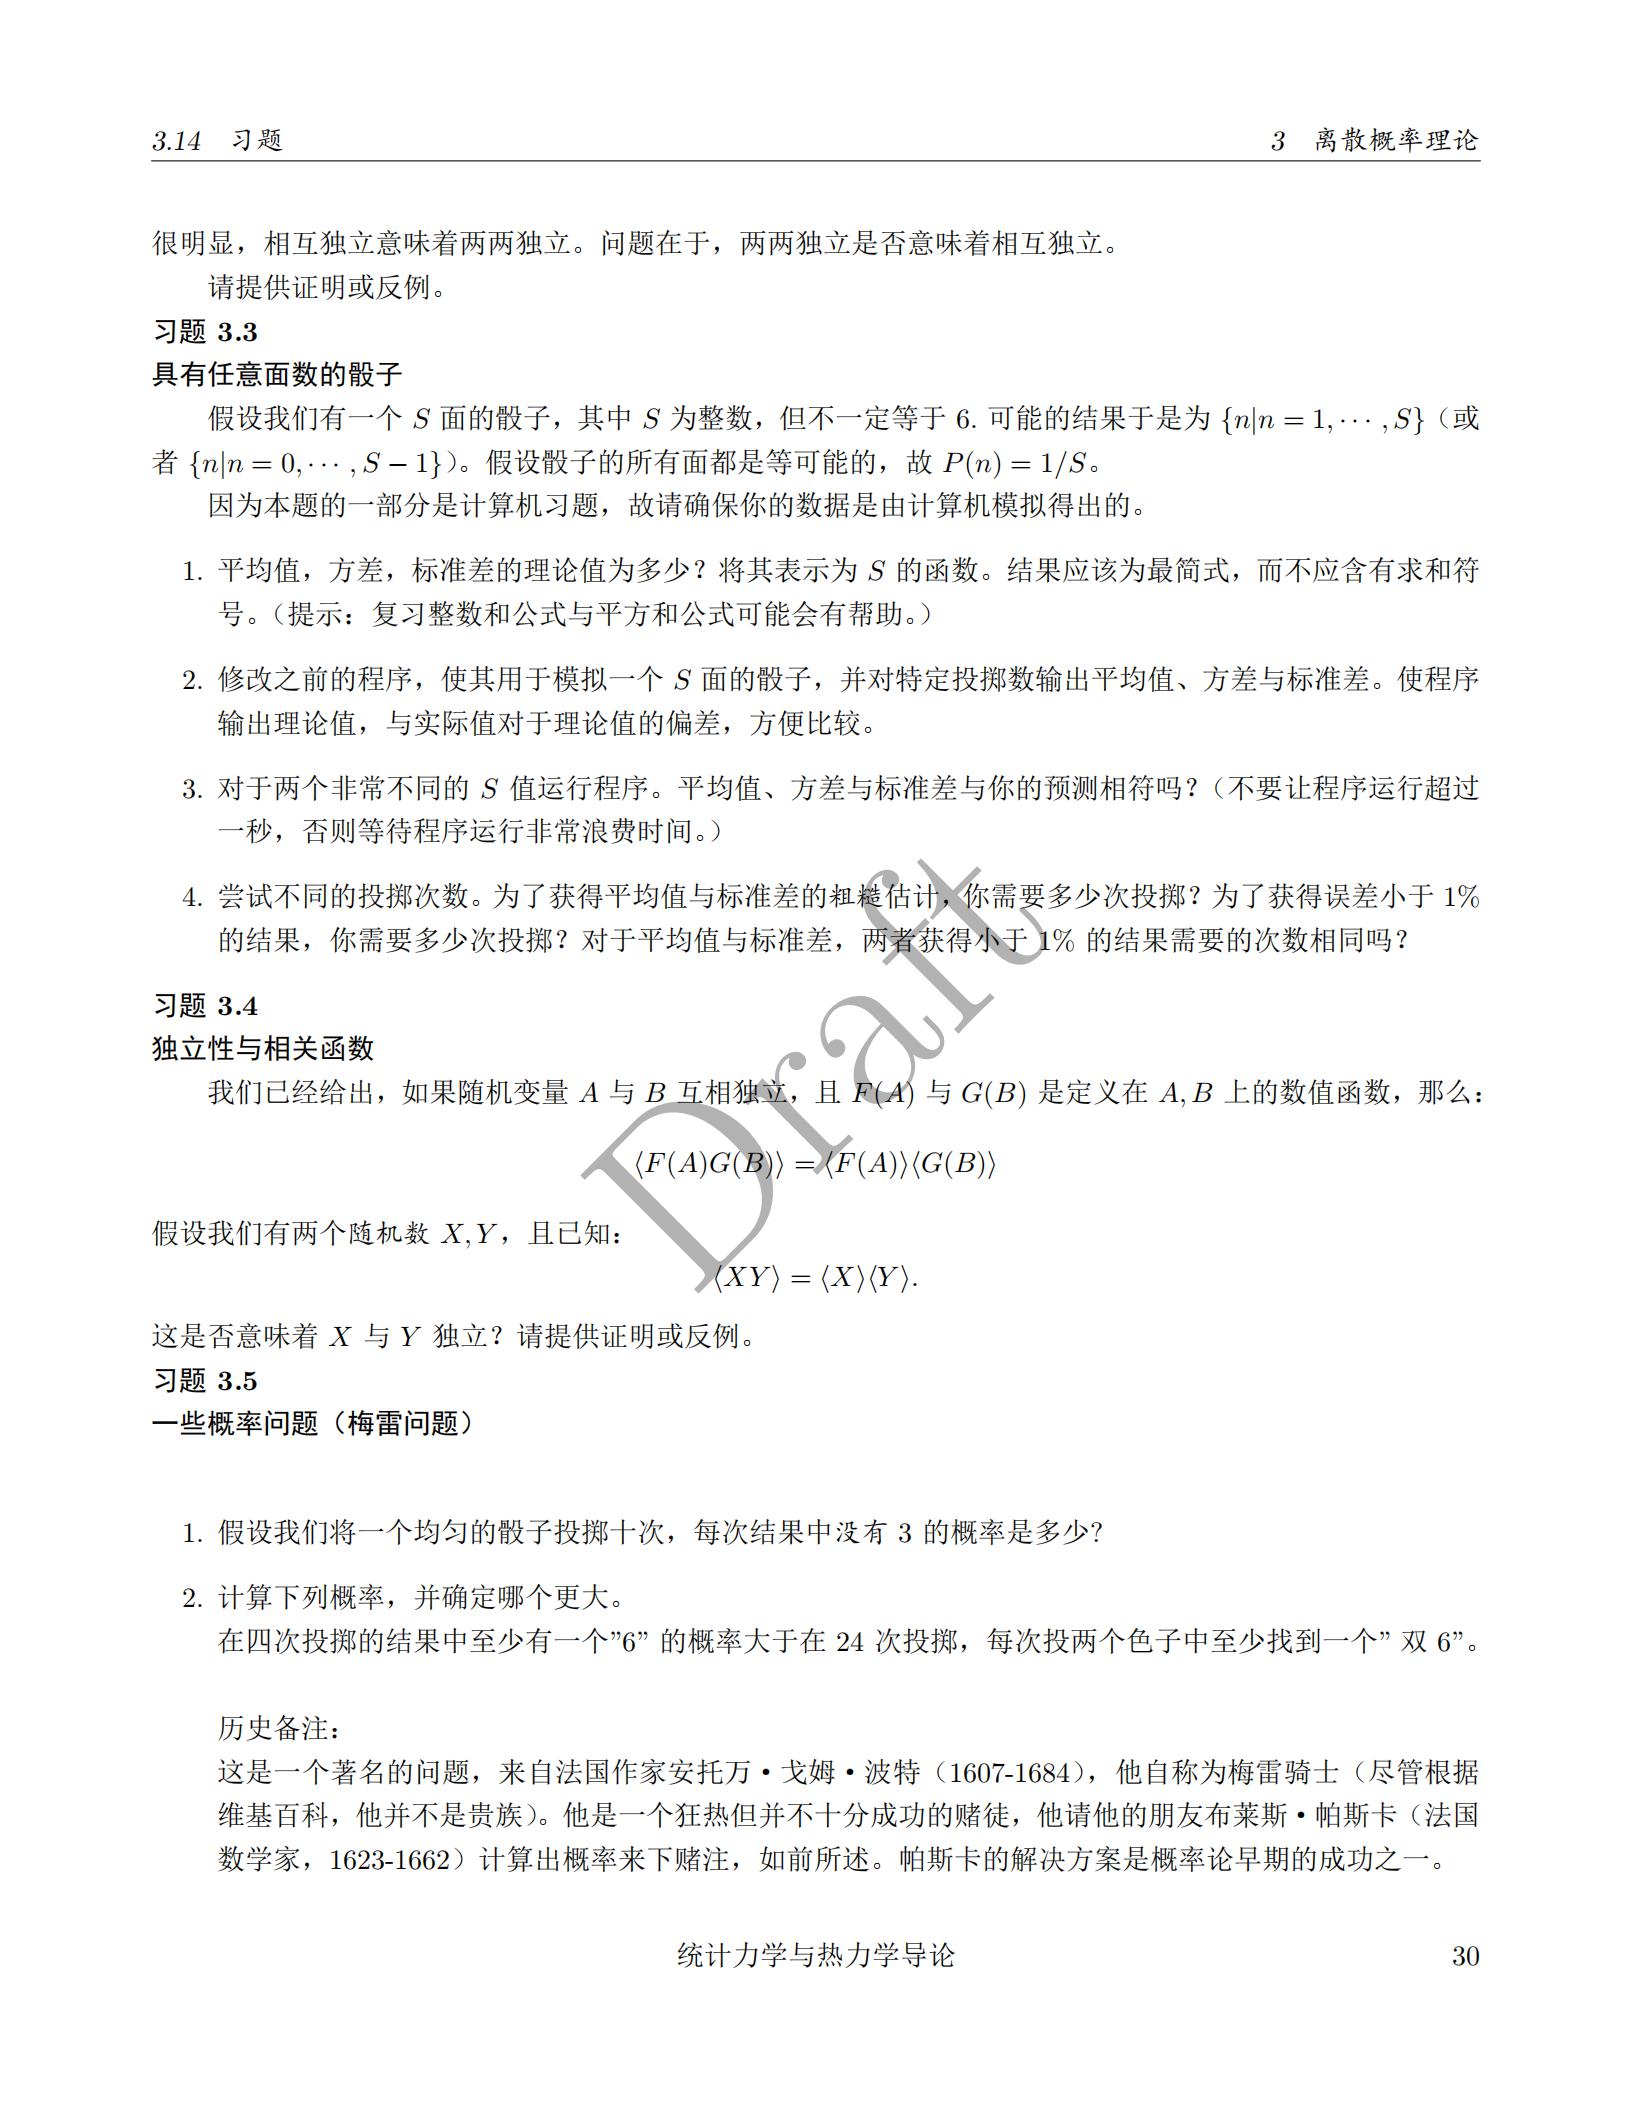 3.14 习题 3 离散概率理论
很明显，相互独立意味着两两独立。问题在于，两两独立是否意味着相互独立。
请提供证明或反例。
习题 3.3
具有任意面数的骰子
假设我们有一个 S 面的骰子，其中 S 为整数，但不一定等于 6. 可能的结果于是为 {n|n = 1, ⋯ , S}（或
者 {n|n = 0, ⋯ , S − 1}）。假设骰子的所有面都是等可能的，故 P(n) = 1/S。
因为本题的一部分是计算机习题，故请确保你的数据是由计算机模拟得出的。
1. 平均值，方差，标准差的理论值为多少？将其表示为 S 的函数。结果应该为最简式，而不应含有求和符
号。（提示：复习整数和公式与平方和公式可能会有帮助。）
2. 修改之前的程序，使其用于模拟一个 S 面的骰子，并对特定投掷数输出平均值、方差与标准差。使程序
输出理论值，与实际值对于理论值的偏差，方便比较。
3. 对于两个非常不同的 S 值运行程序。平均值、方差与标准差与你的预测相符吗？（不要让程序运行超过
一秒，否则等待程序运行非常浪费时间。）
4. 尝试不同的投掷次数。为了获得平均值与标准差的粗糙估计，你需要多少次投掷？为了获得误差小于 1%
的结果，你需要多少次投掷？对于平均值与标准差，两者获得小于 1% 的结果需要的次数相同吗？
习题 3.4
独立性与相关函数
我们已经给出，如果随机变量 A 与 B 互相独立，且 F(A) 与 G(B) 是定义在 A, B 上的数值函数，那么：
⟨F(A)G(B)⟩ = ⟨F(A)⟩⟨G(B)⟩
假设我们有两个随机数 X, Y，且已知：
⟨XY⟩ = ⟨X⟩⟨Y⟩.
这是否意味着 X 与 Y 独立？请提供证明或反例。
习题 3.5
一些概率问题（梅雷问题）
1. 假设我们将一个均匀的骰子投掷十次，每次结果中没有 3 的概率是多少?
2. 计算下列概率，并确定哪个更大。
在四次投掷的结果中至少有一个”6” 的概率大于在 24 次投掷，每次投两个色子中至少找到一个” 双 6”。
历史备注：
这是一个著名的问题，来自法国作家安托万·戈姆·波特（1607-1684），他自称为梅雷骑士（尽管根据
维基百科，他并不是贵族）。他是一个狂热但并不十分成功的赌徒，他请他的朋友布莱斯·帕斯卡（法国
数学家，1623-1662）计算出概率来下赌注，如前所述。帕斯卡的解决方案是概率论早期的成功之一。
统计力学与热力学导论 30
Draft